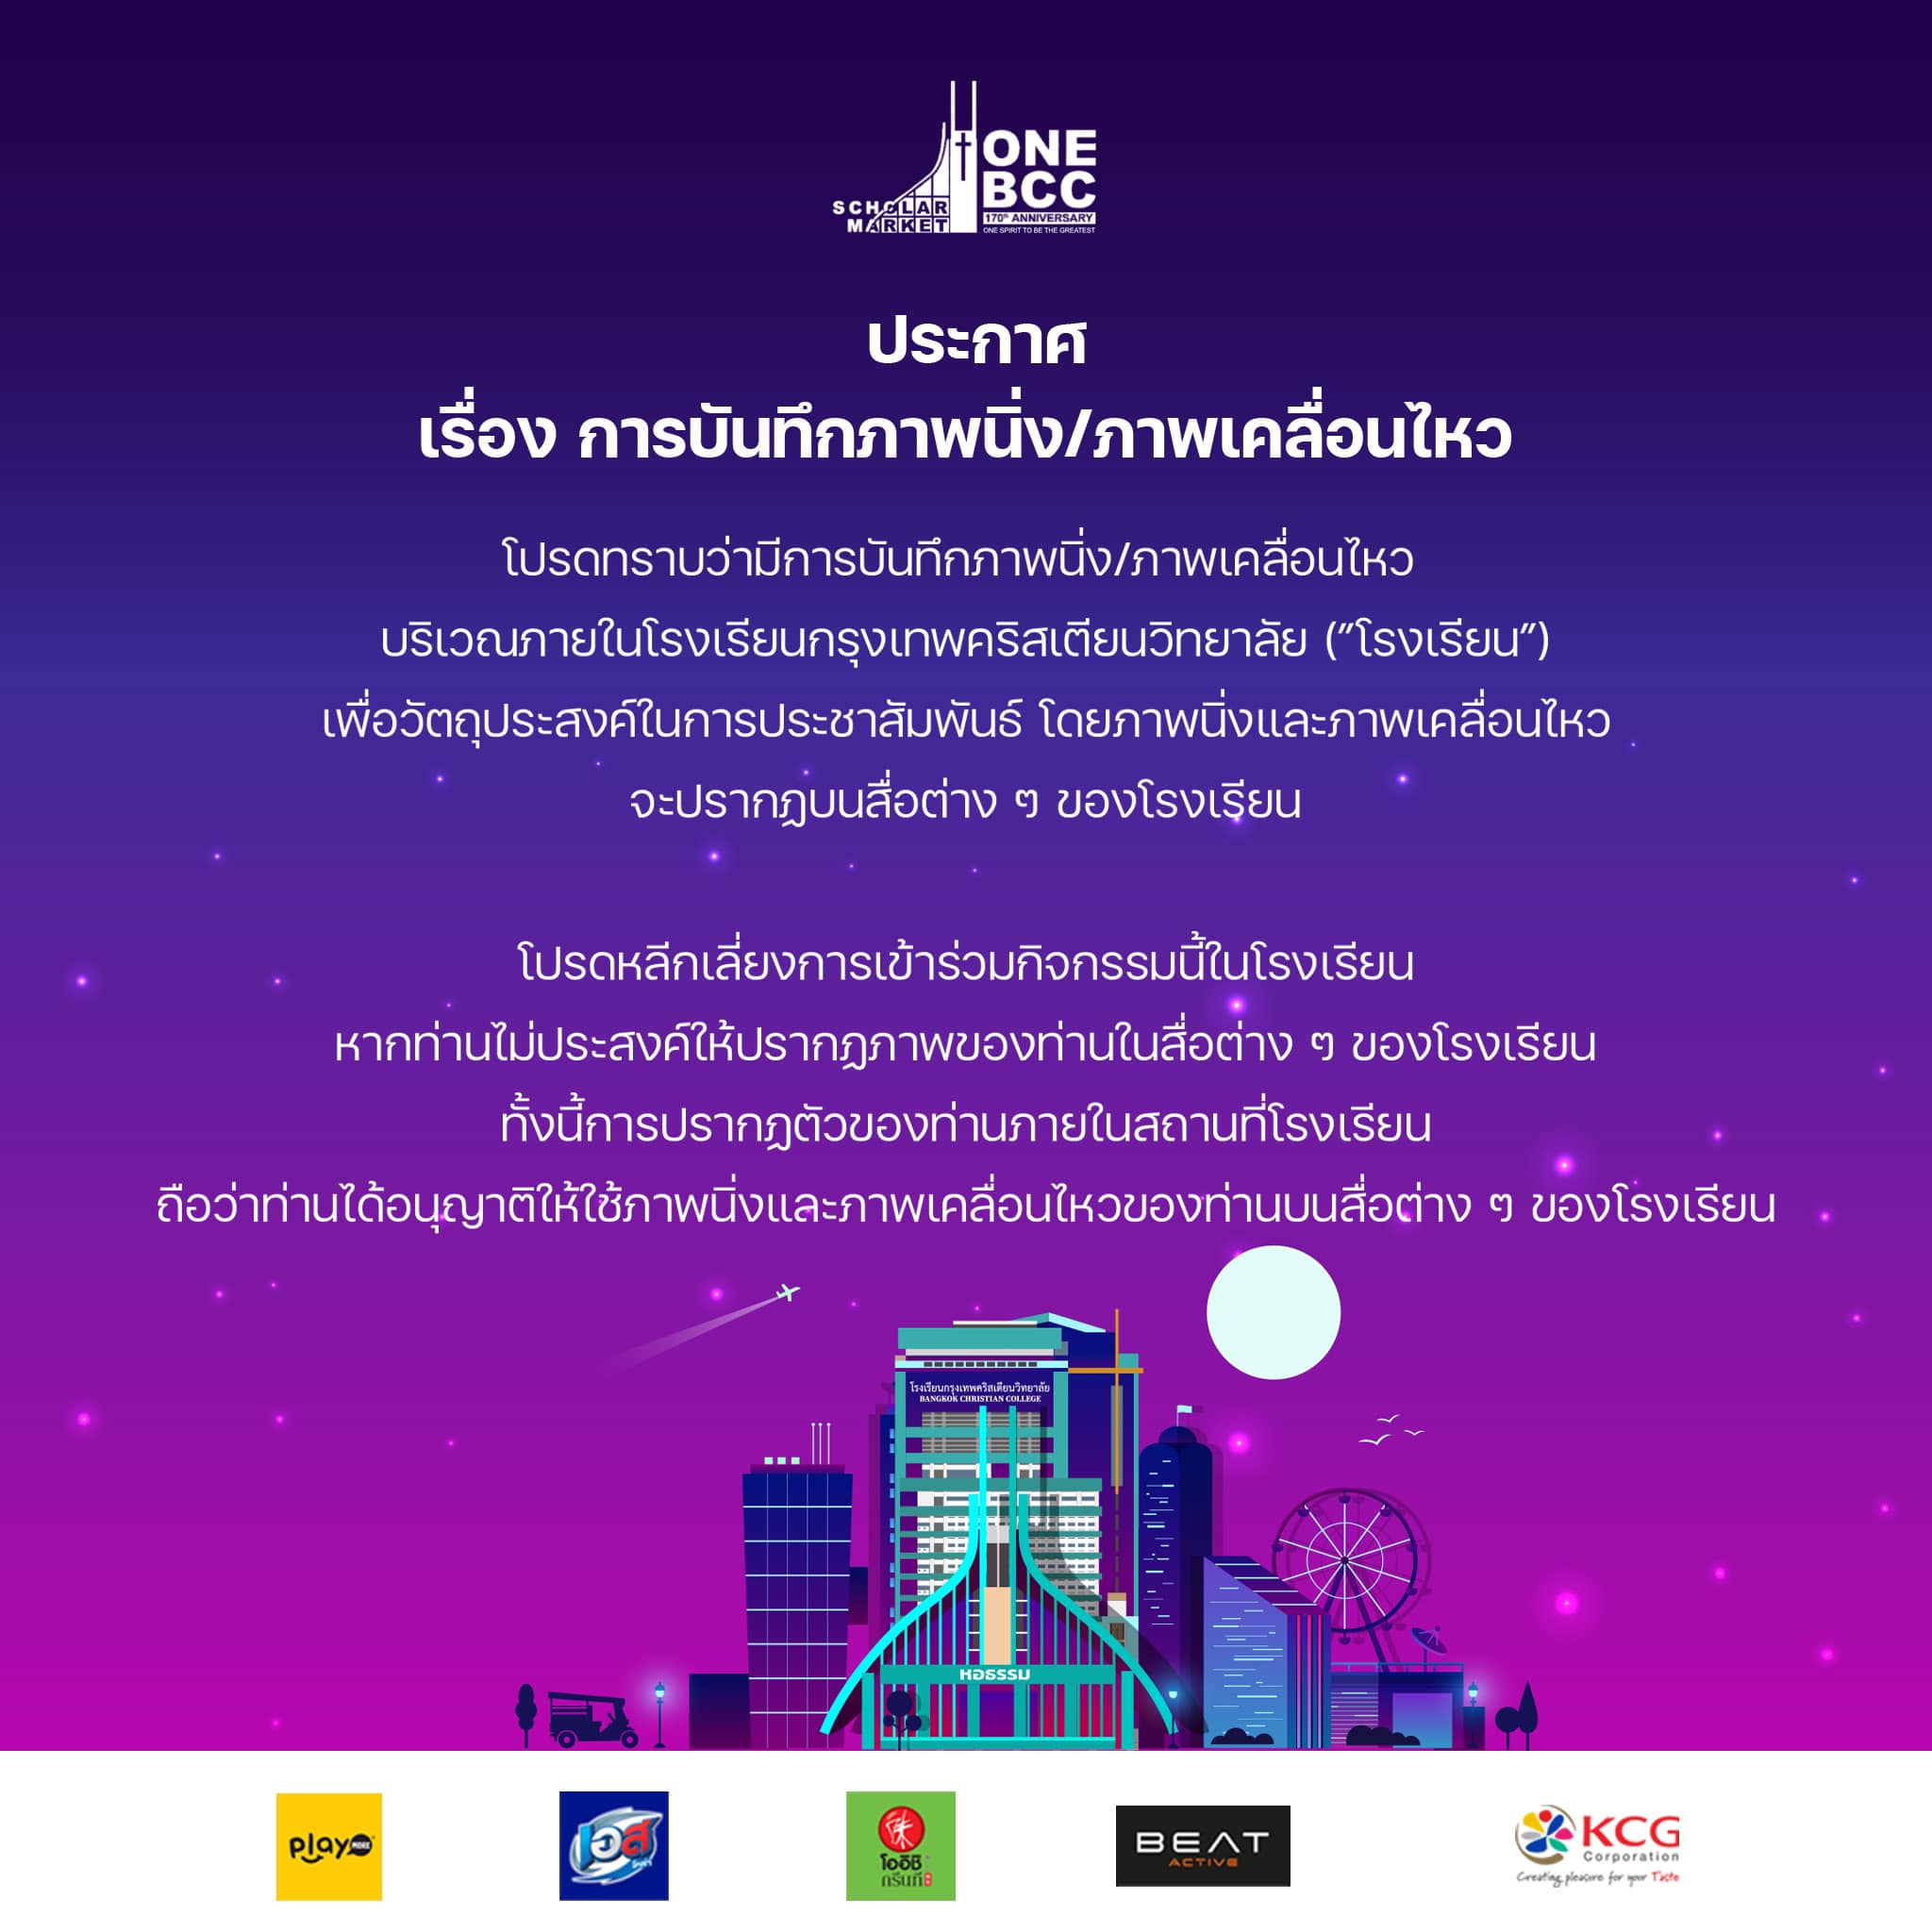 SCHOLAR
MARKET
ONE
BCC
170th ANNIVERSARY
ONE SPIRIT TO BE THE GREATEST
ประกาศ
เรื่อง การบันทึกภาพนิ่ง/ภาพเคลื่อนไหว
โปรดทราบว่ามีการบันทึกภาพนิ่ง/ภาพเคลื่อนไหว
บริเวณภายในโรงเรียนกรุงเทพคริสเตียนวิทยาลัย ("โรงเรียน")
เพื่อวัตถุประสงค์ในการประชาสัมพันธ์ โดยภาพนิ่งและภาพเคลื่อนไหว
จะปรากฏบนสื่อต่าง ๆ ของโรงเรียน
โปรดหลีกเลี่ยงการเข้าร่วมกิจกรรมนี้ในโรงเรียน
หากท่านไม่ประสงค์ให้ปรากฏภาพของท่านในสื่อต่าง ๆ ของโรงเรียน
ทั้งนี้การปรากฏตัวของท่านภายในสถานที่โรงเรียน
ถือว่าท่านได้อนุญาติให้ใช้ภาพนิ่งและภาพเคลื่อนไหวของท่านบนสื่อต่าง ๆ ของโรงเรียน
โรงเรียนกรุงเทพคริสเตียนวิทยาลัย
BANGKOK CHRISTIAN COLLEGE
หอธรรม
play MORE
เอส
โออิชิ
กรีนที
BEAT
ACTIVE
KCG
Corporation
Creating pleasure for your Taste